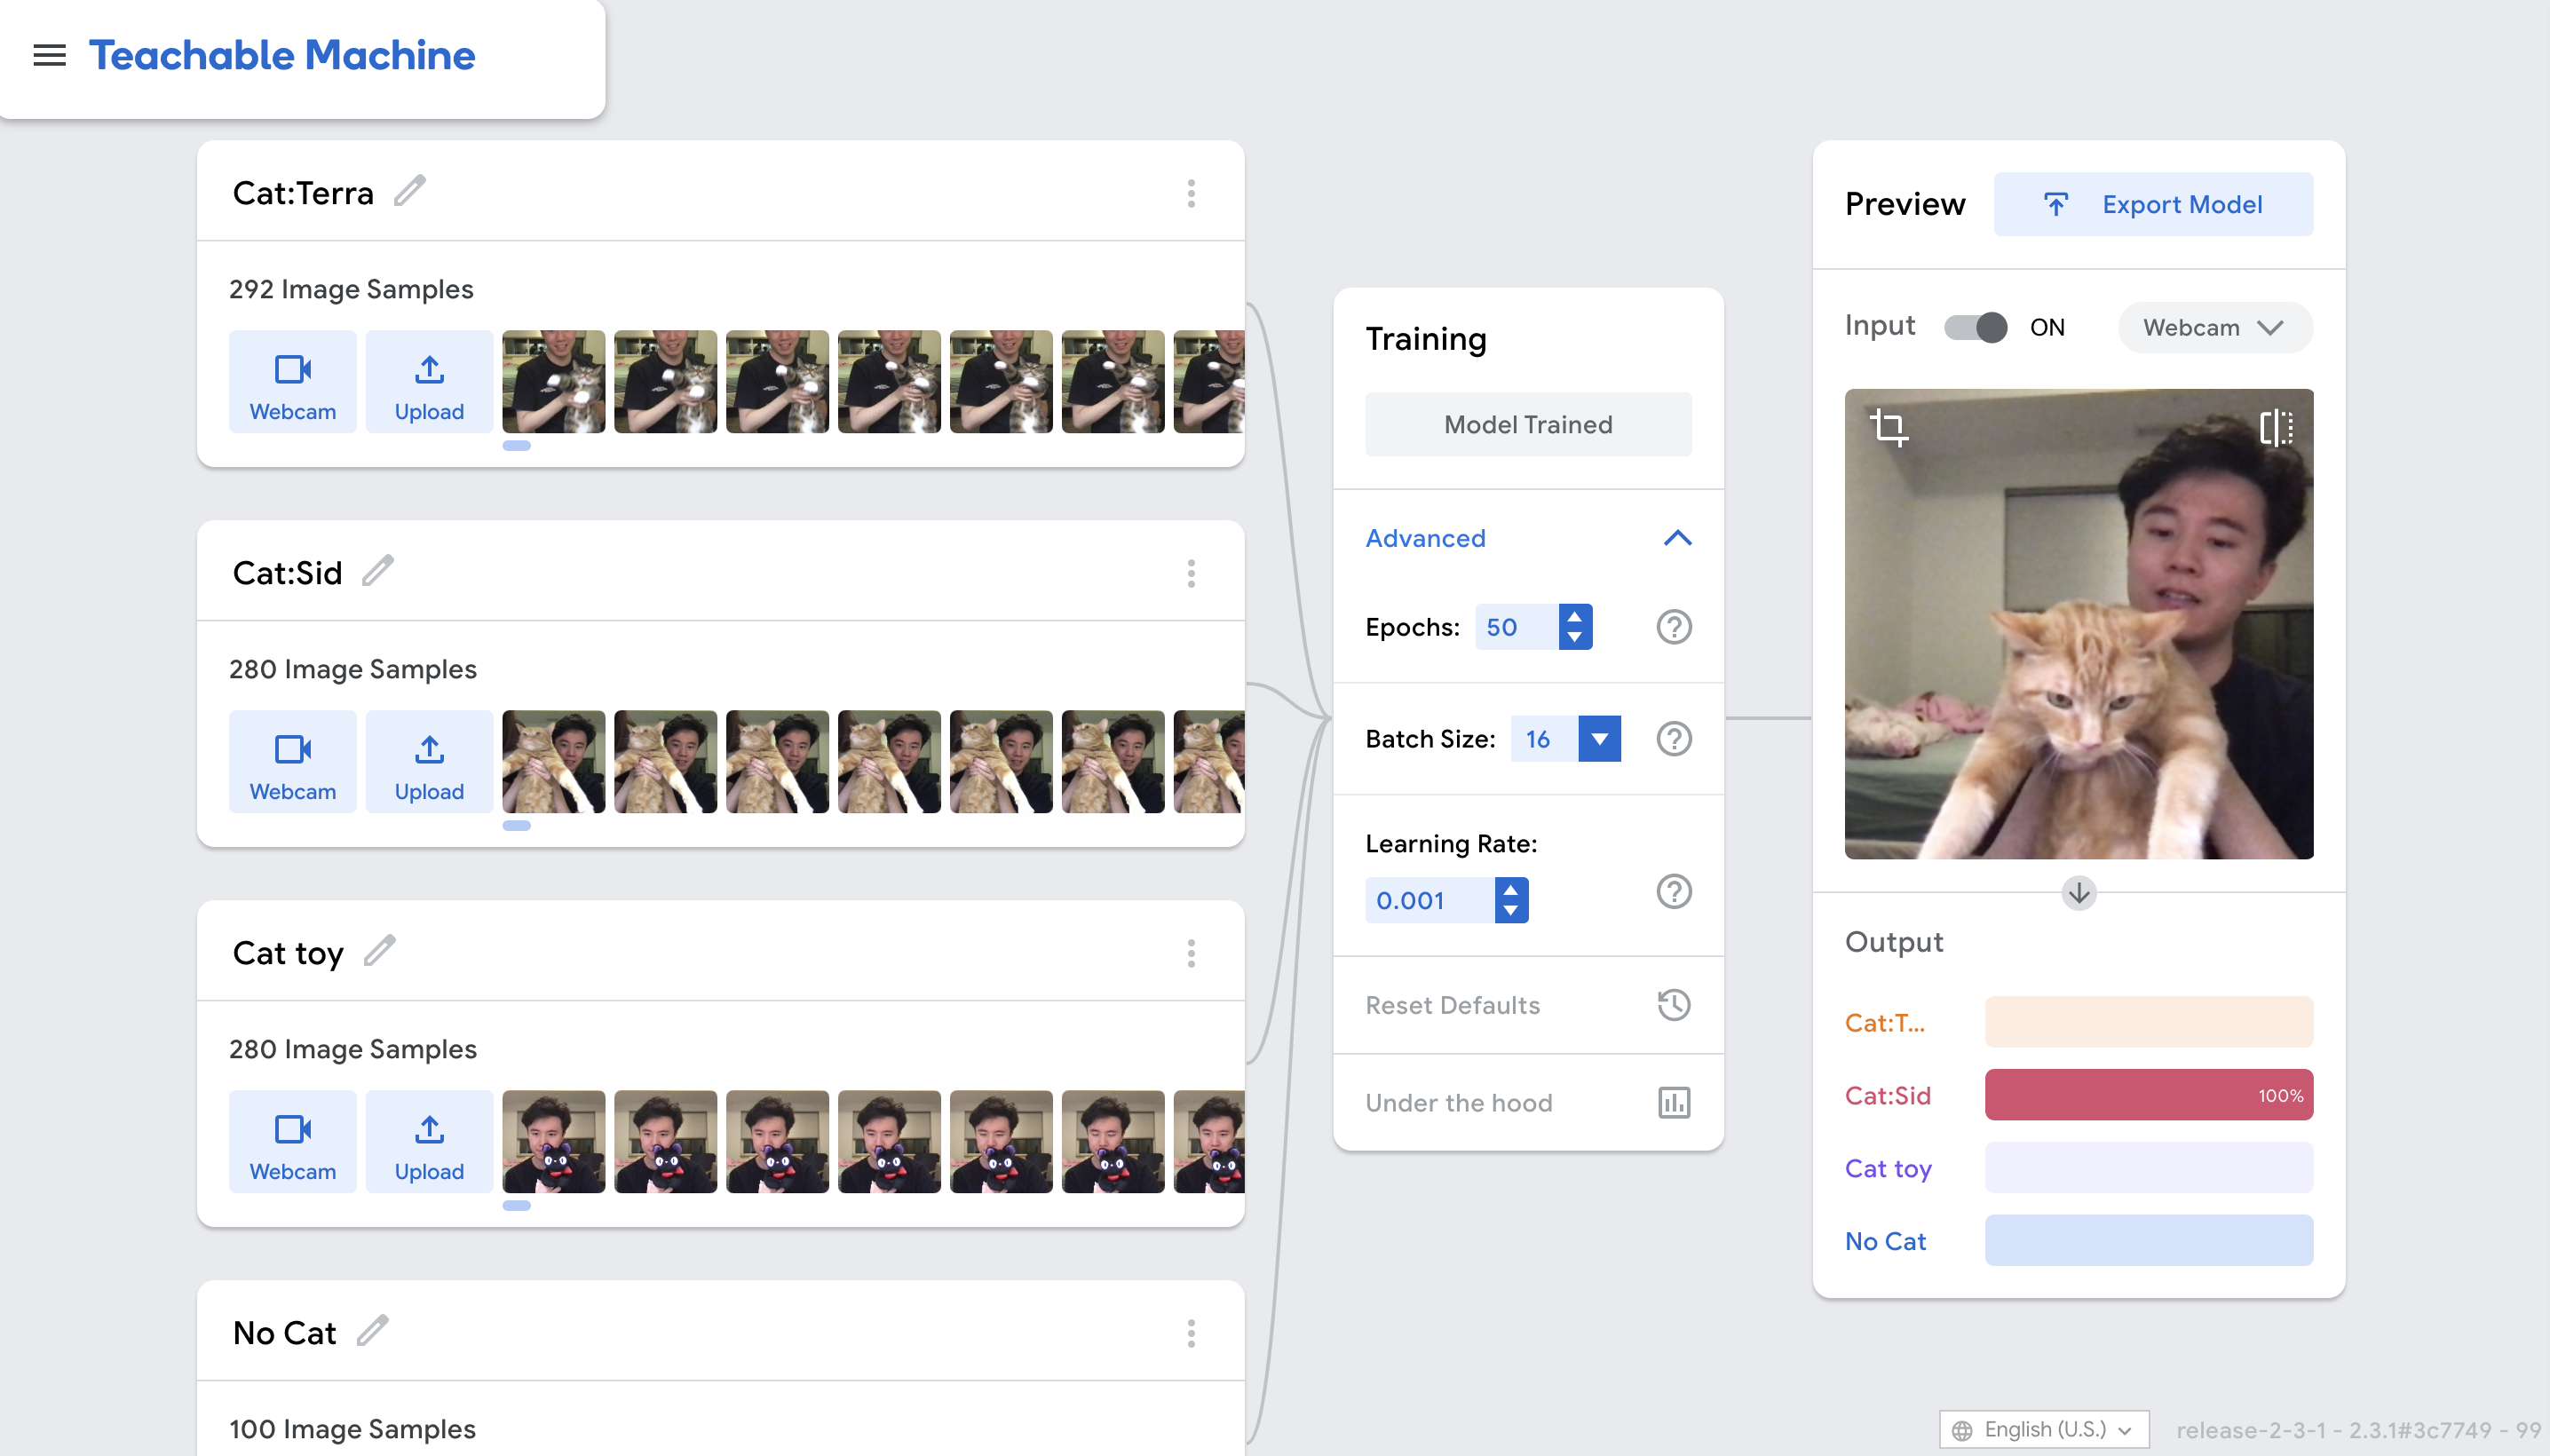 Teachable Machine
Cat:Terra
292 Image Samples
Webcam
Upload
Cat:Sid
280 Image Samples
Webcam
Upload
Cat toy
280 Image Samples
Webcam
Upload
No Cat
100 Image Samples
Training
Model Trained
Advanced
Epochs: 50
Batch Size: 16
Learning Rate:
0.001
Reset Defaults
Under the hood
Preview
Export Model
Input ON Webcam
Output
Cat:T...
Cat:Sid 100%
Cat toy
No Cat
English (U.S.)
release-2-3-1 - 2.3.1#3c7749 - 99